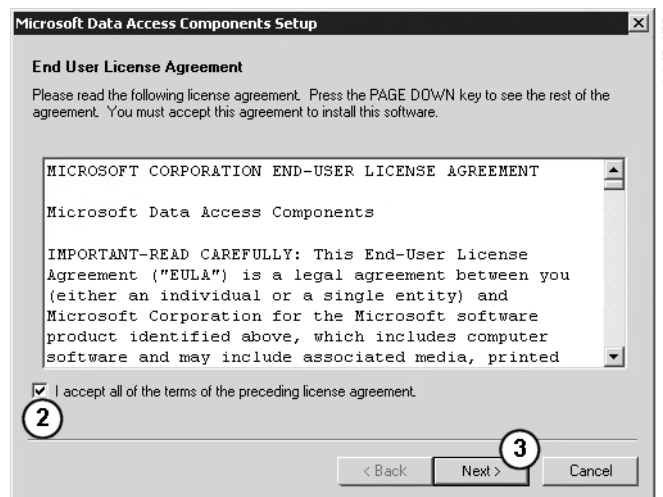 Microsoft Data Access Components Setup
End User License Agreement
Please read the following license agreement. Press the PAGE DOWN key to see the rest of the
agreement. You must accept this agreement to install this software.
MICROSOFT CORPORATION END-USER LICENSE AGREEMENT
Microsoft Data Access Components
IMPORTANT-READ CAREFULLY: This End-User License
Agreement ("EULA") is a legal agreement between you
(either an individual or a single entity) and
Microsoft Corporation for the Microsoft software
product identified above, which includes computer
software and may include associated media, printed
I accept all of the terms of the preceding license agreement.
2
3
< Back Next > Cancel